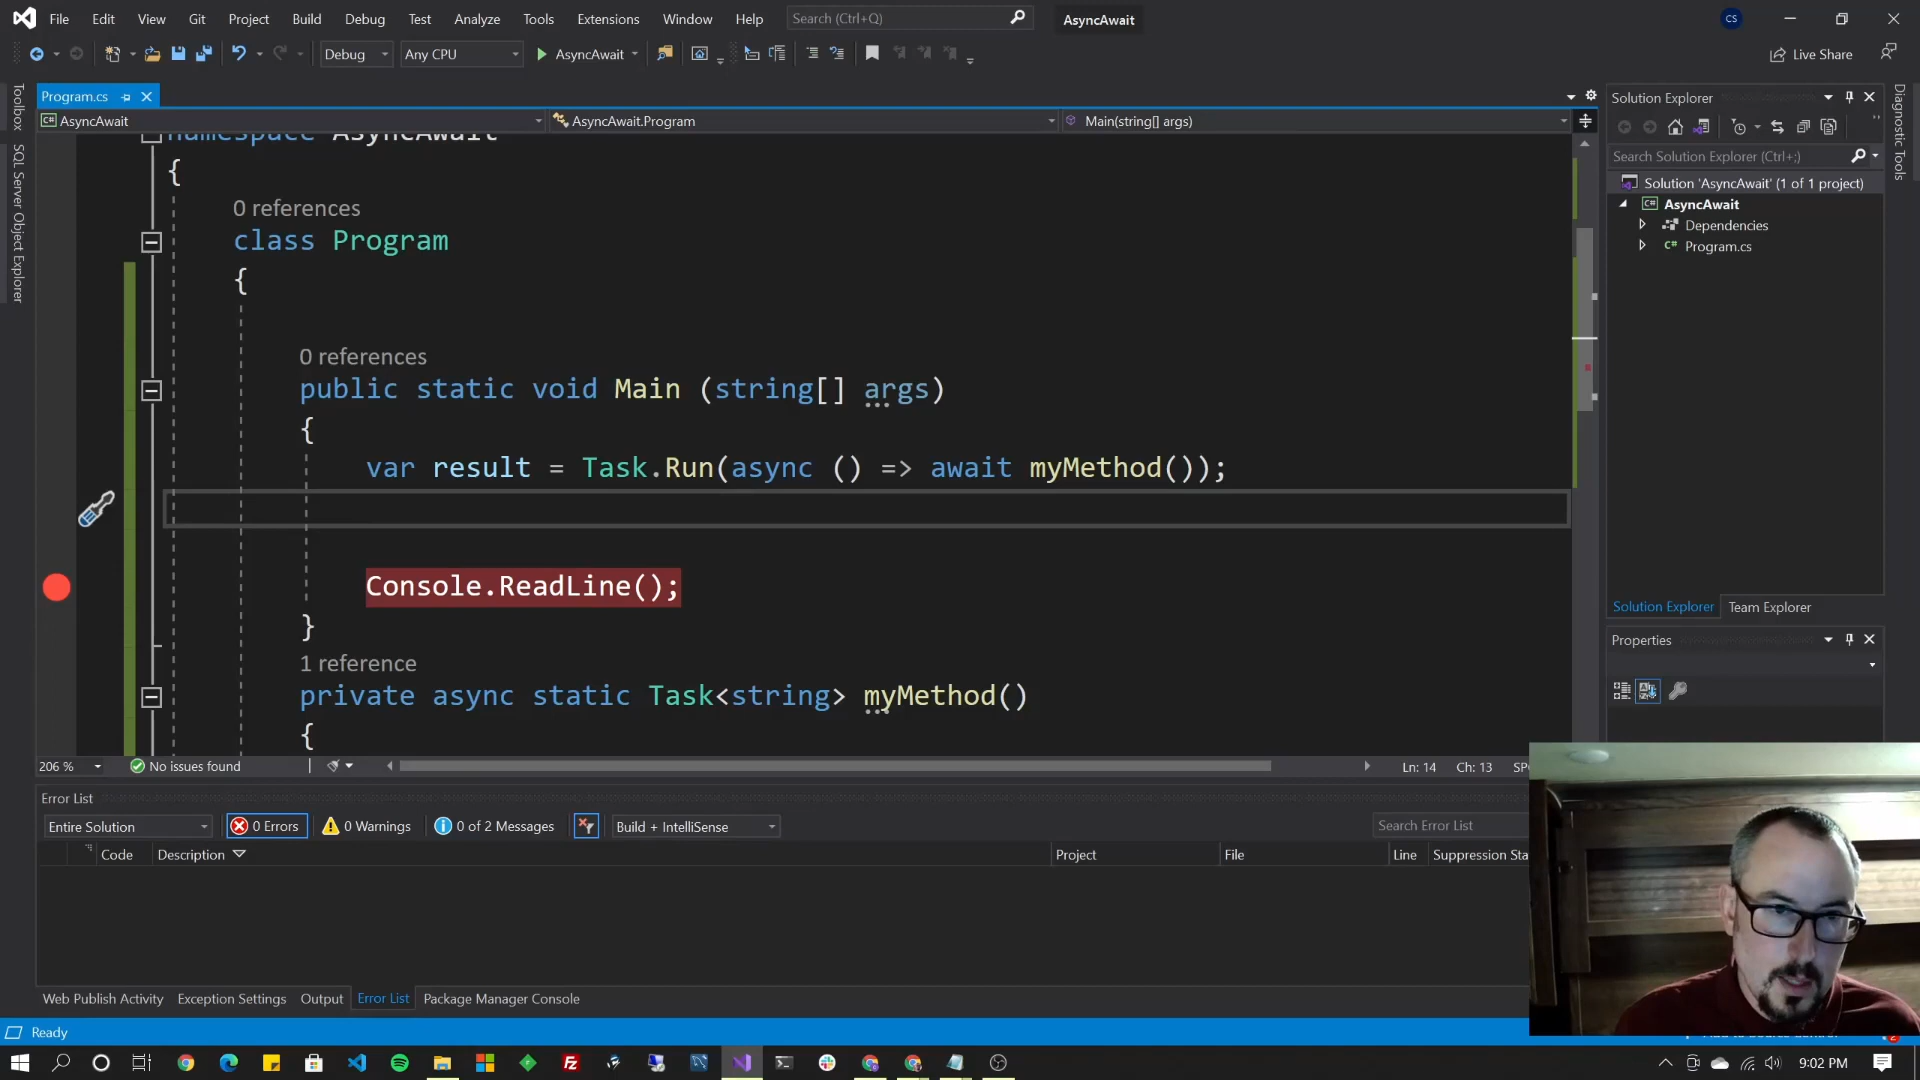 File Edit View Git Project Build Debug Test Analyze Tools Extensions Window Help Search (Ctrl+Q) AsyncAwait CS
Debug Any CPU AsyncAwait Live Share
Program.cs
AsyncAwait AsyncAwait.Program Main(string[] args)
Toolbox
SQL Server Object Explorer
namespace AsyncAwait
{
0 references
class Program
{
0 references
public static void Main (string[] args)
{
var result = Task.Run(async () => await myMethod());
Console.ReadLine();
}
1 reference
private async static Task<string> myMethod()
{
206 % No issues found Ln: 14 Ch: 13
Solution Explorer
Search Solution Explorer (Ctrl+;)
Solution 'AsyncAwait' (1 of 1 project)
AsyncAwait
Dependencies
C# Program.cs
Solution Explorer Team Explorer
Properties
Diagnostic Tools
Error List
Entire Solution 0 Errors 0 Warnings 0 of 2 Messages Build + IntelliSense Search Error List
Code Description Project File Line Suppression Sta
Web Publish Activity Exception Settings Output Error List Package Manager Console
Ready
9:02 PM